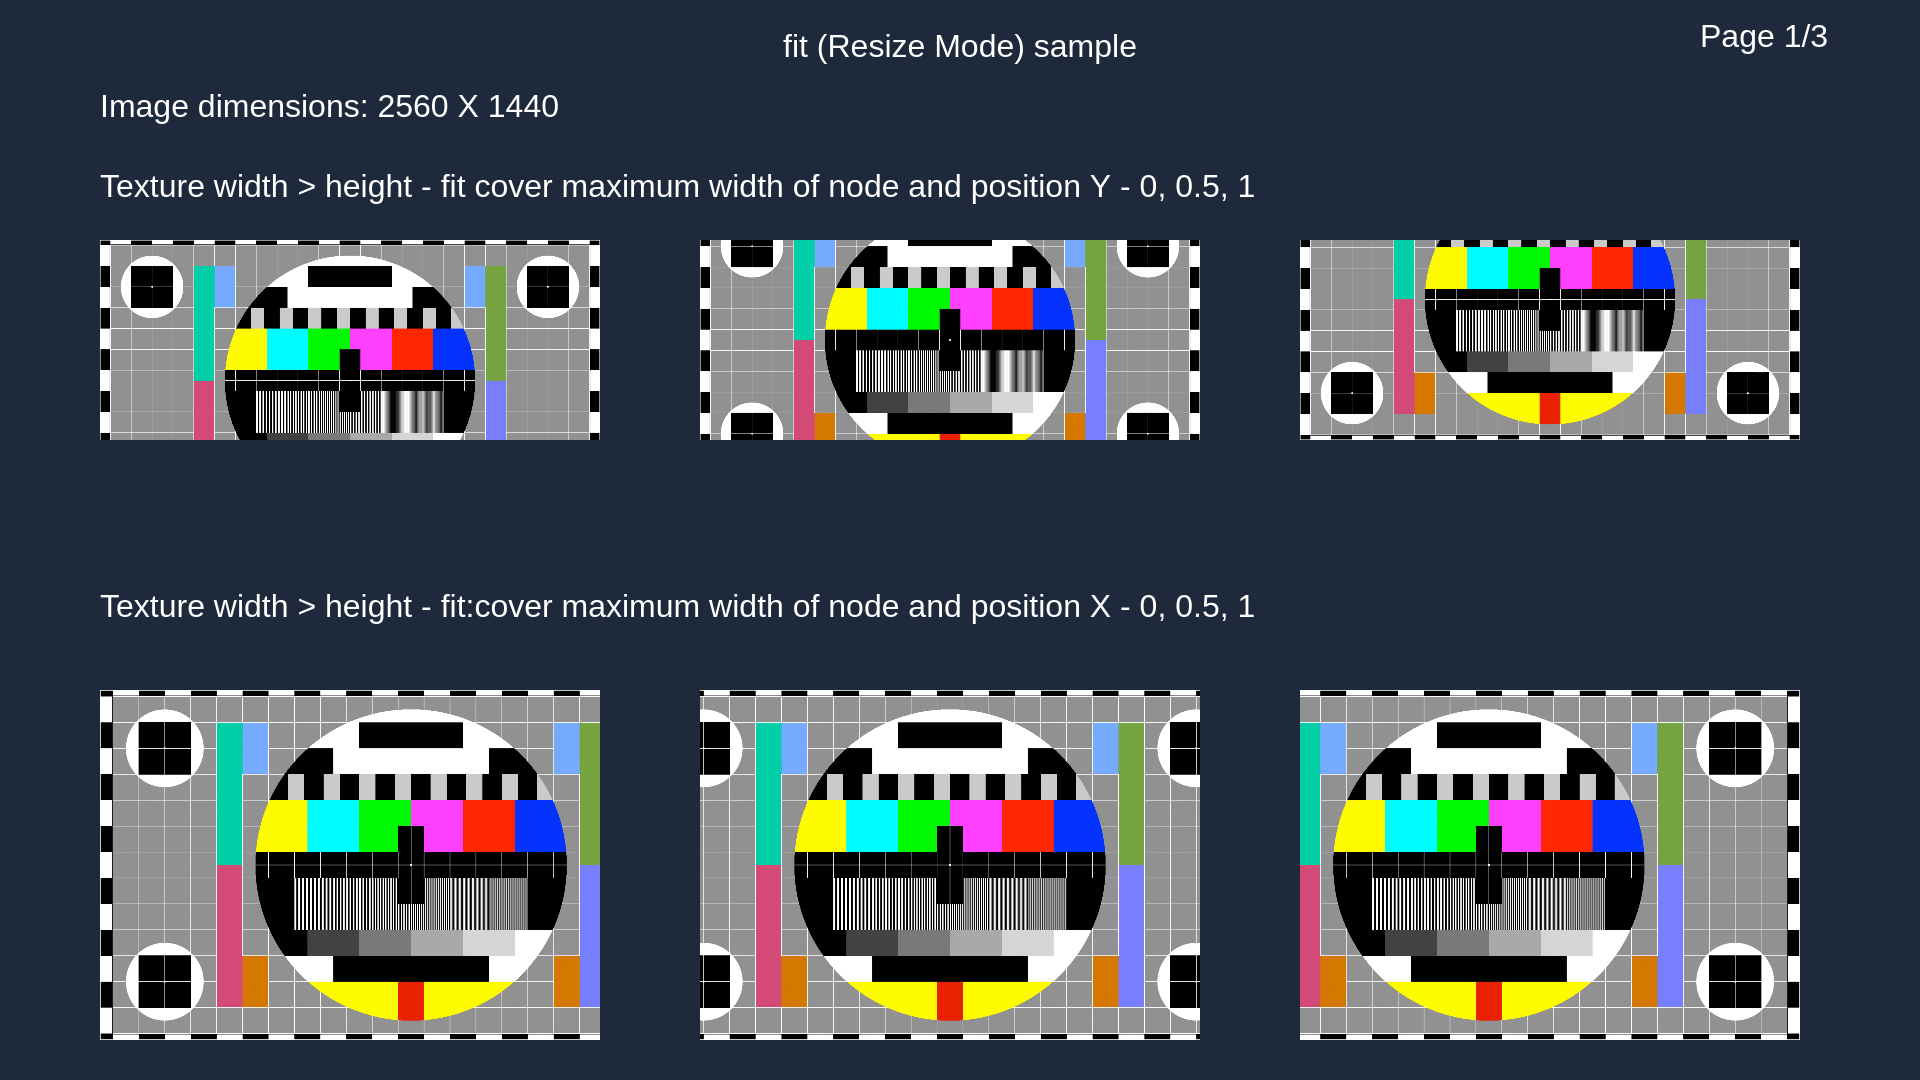 fit (Resize Mode) sample
Page 1/3
Image dimensions: 2560 X 1440
Texture width > height - fit cover maximum width of node and position Y - 0, 0.5, 1
Texture width > height - fit:cover maximum width of node and position X - 0, 0.5, 1